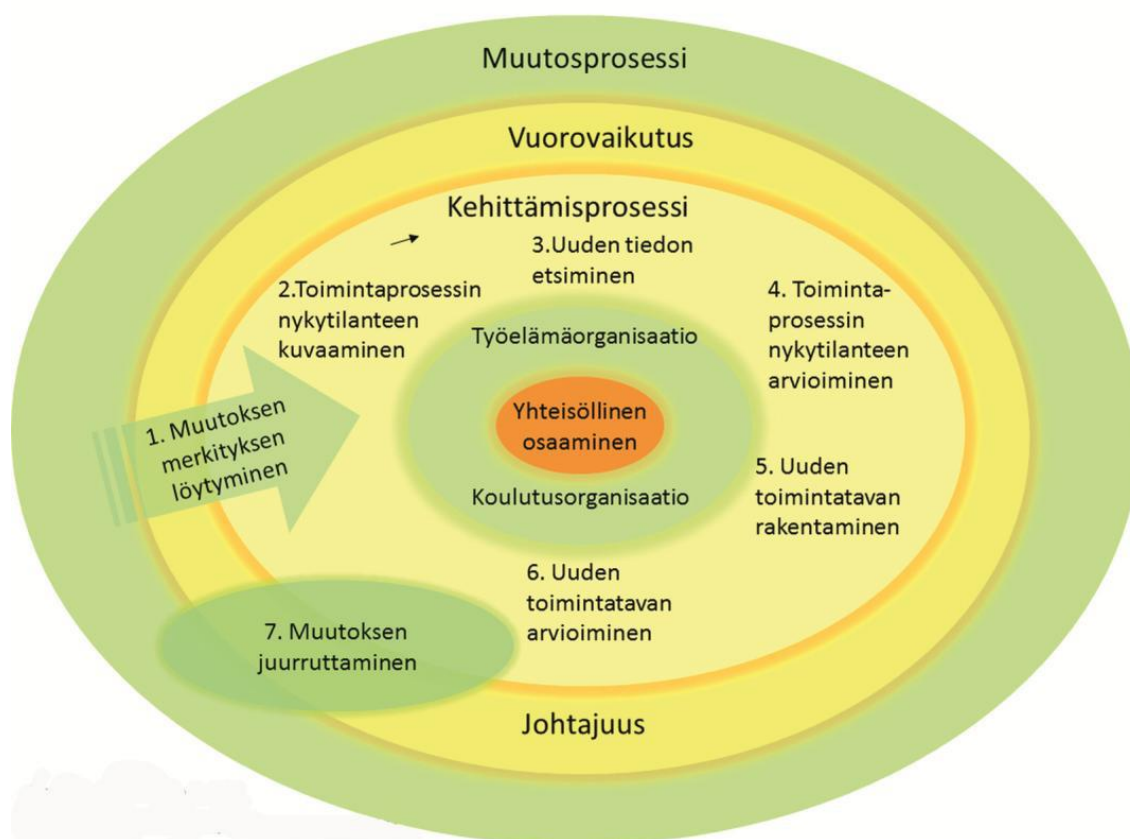 Muutosprosessi
Vuorovaikutus
Kehittämisprosessi
1. Muutoksen
merkityksen
löytyminen
2.Toimintaprosessin
nykytilanteen
kuvaaminen
3.Uuden tiedon
etsiminen
4. Toiminta-
prosessin
nykytilanteen
arvioiminen
Työelämäorganisaatio
Yhteisöllinen
osaaminen
Koulutusorganisaatio
5. Uuden
toimintatavan
rakentaminen
6. Uuden
toimintatavan
arvioiminen
7. Muutoksen
juurruttaminen
Johtajuus